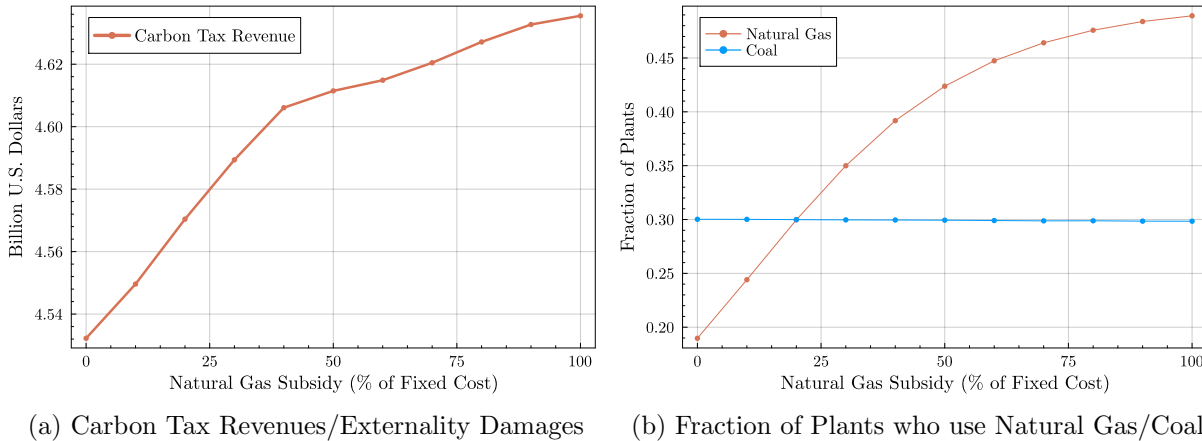 Carbon Tax Revenue
Billion U.S. Dollars
4.62
4.60
4.58
4.56
4.54
0 25 50 75 100
Natural Gas Subsidy (% of Fixed Cost)
(a) Carbon Tax Revenues/Externality Damages
Natural Gas
Coal
Fraction of Plants
0.45
0.40
0.35
0.30
0.25
0.20
0 25 50 75 100
Natural Gas Subsidy (% of Fixed Cost)
(b) Fraction of Plants who use Natural Gas/Coal